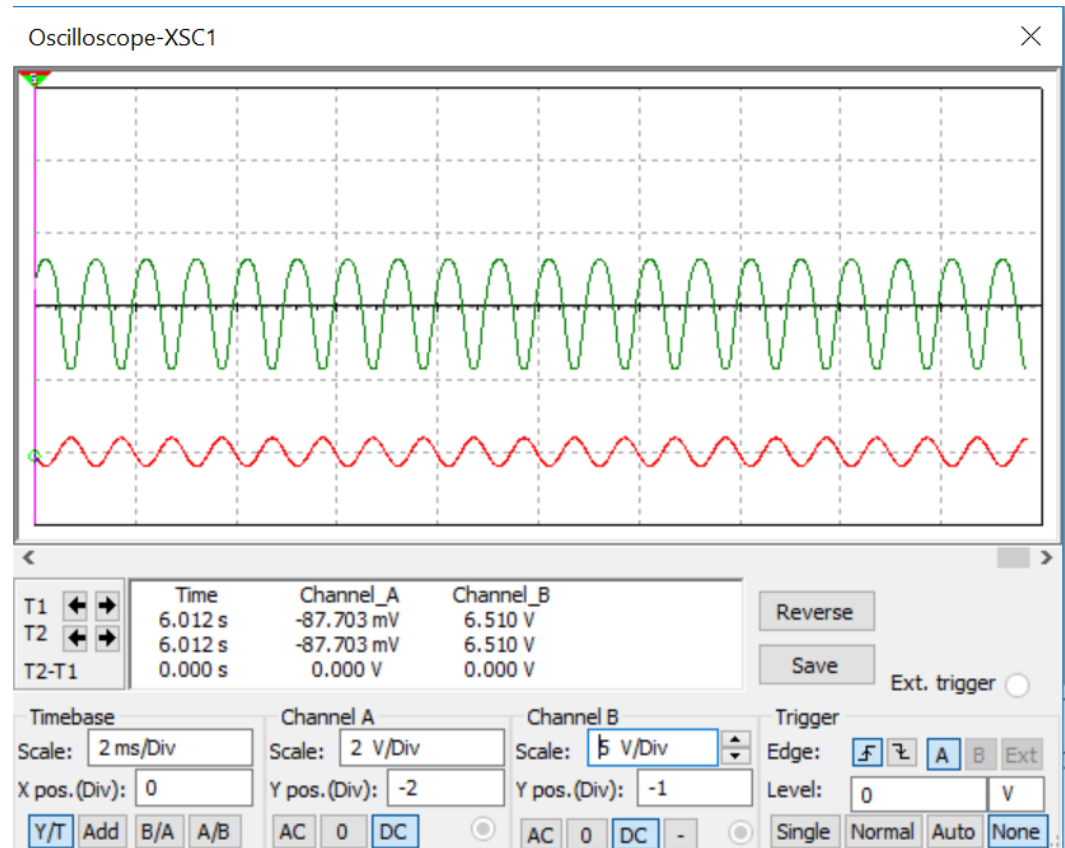 Oscilloscope-XSC1
Time Channel_A Channel_B
T1 6.012 s -87.703 mV 6.510 V
T2 6.012 s -87.703 mV 6.510 V
T2-T1 0.000 s 0.000 V 0.000 V
Reverse
Save
Ext. trigger
Timebase
Scale: 2 ms/Div
X pos.(Div): 0
Y/T Add B/A A/B
Channel A
Scale: 2 V/Div
Y pos.(Div): -2
AC 0 DC
Channel B
Scale: 5 V/Div
Y pos.(Div): -1
AC 0 DC -
Trigger
Edge: A B Ext
Level: 0 V
Single Normal Auto None